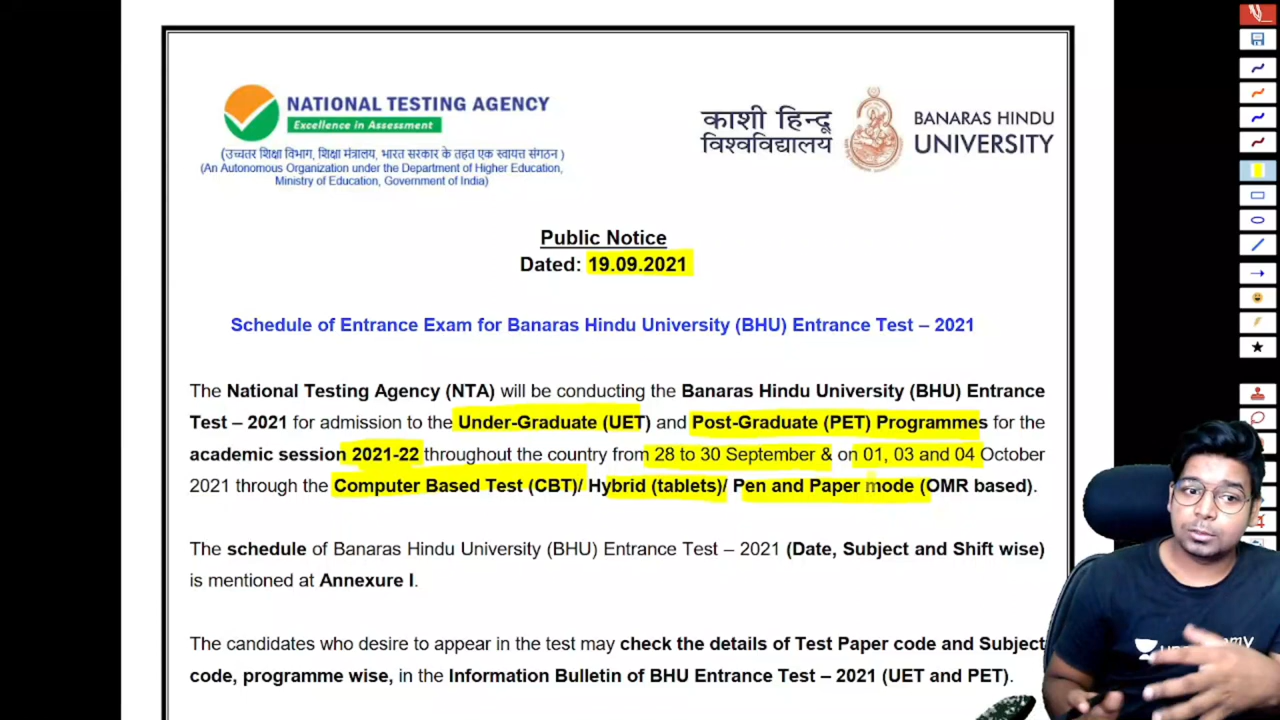 NATIONAL TESTING AGENCY
Excellence in Assessment
(उच्चतर शिक्षा विभाग, शिक्षा मंत्रालय, भारत सरकार के तहत एक स्वायत्त संगठन )
(An Autonomous Organization under the Department of Higher Education,
Ministry of Education, Government of India)
काशी हिन्दू
विश्वविद्यालय
BANARAS HINDU
UNIVERSITY
Public Notice
Dated: 19.09.2021
Schedule of Entrance Exam for Banaras Hindu University (BHU) Entrance Test – 2021
The National Testing Agency (NTA) will be conducting the Banaras Hindu University (BHU) Entrance
Test – 2021 for admission to the Under-Graduate (UET) and Post-Graduate (PET) Programmes for the
academic session 2021-22 throughout the country from 28 to 30 September & on 01, 03 and 04 October
2021 through the Computer Based Test (CBT)/ Hybrid (tablets)/ Pen and Paper mode (OMR based).
The schedule of Banaras Hindu University (BHU) Entrance Test – 2021 (Date, Subject and Shift wise)
is mentioned at Annexure I.
The candidates who desire to appear in the test may check the details of Test Paper code and Subject
code, programme wise, in the Information Bulletin of BHU Entrance Test – 2021 (UET and PET).